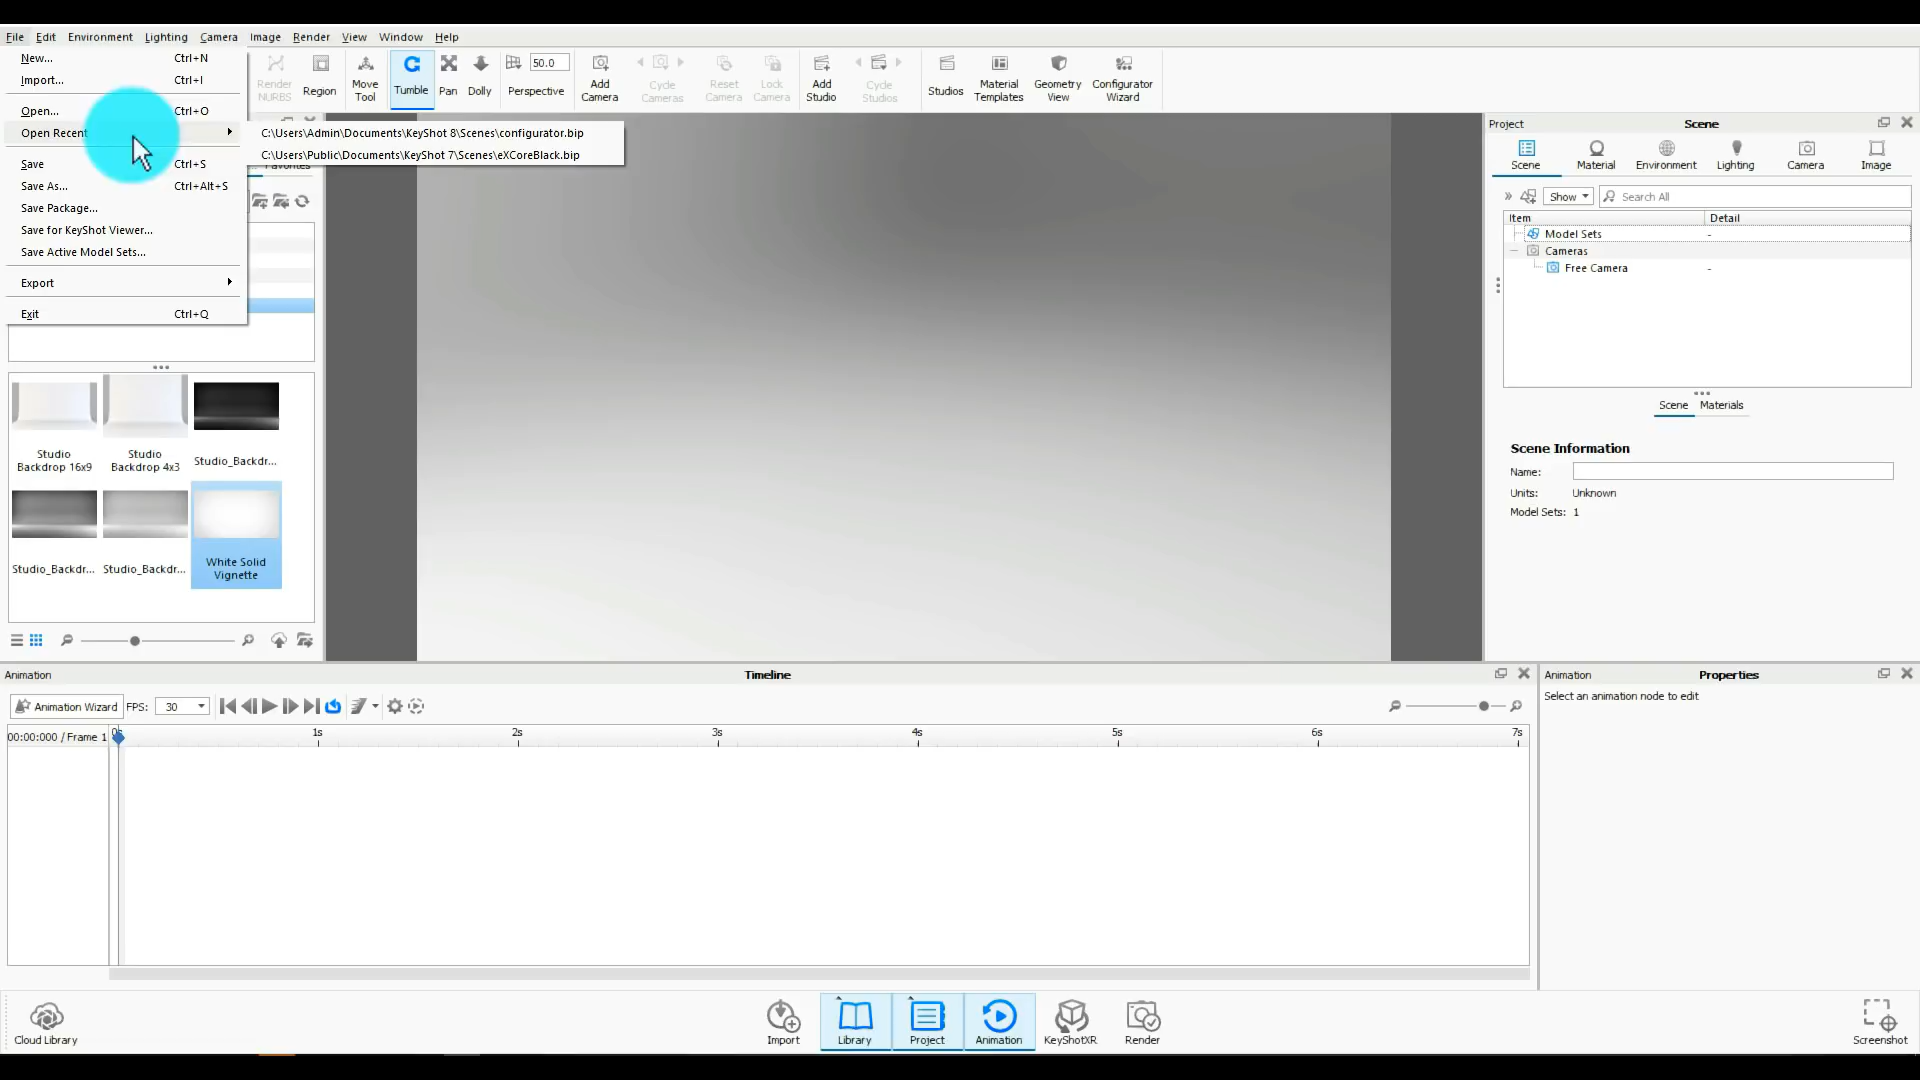 File Edit Environment Lighting Camera Image Render View Window Help
New... Ctrl+N
Import... Ctrl+I
Open... Ctrl+O
Open Recent
C:\Users\Admin\Documents\KeyShot 8\Scenes\configurator.bip
C:\Users\Public\Documents\KeyShot 7\Scenes\eXCoreBlack.bip
Save Ctrl+S
Save As... Ctrl+Alt+S
Save Package...
Save for KeyShot Viewer...
Save Active Model Sets...
Export
Exit Ctrl+Q
Render NURBS
Region
Move Tool
Tumble
Pan
Dolly
50.0
Perspective
Add Camera
Cycle Cameras
Reset Camera
Lock Camera
Add Studio
Cycle Studios
Studios
Material Templates
Geometry View
Configurator Wizard
Studio Backdrop 16x9
Studio Backdrop 4x3
Studio_Backdr...
Studio_Backdr...
Studio_Backdr...
White Solid Vignette
Project Scene
Scene Material Environment Lighting Camera Image
Show Search All
Item Detail
Model Sets -
Cameras
Free Camera -
Scene Materials
Scene Information
Name:
Units: Unknown
Model Sets: 1
Animation Timeline
Animation Wizard FPS: 30
00:00:000 / Frame 1
1s 2s 3s 4s 5s 6s 7s
Animation Properties
Select an animation node to edit
Cloud Library
Import
Library
Project
Animation
KeyShotXR
Render
Screenshot